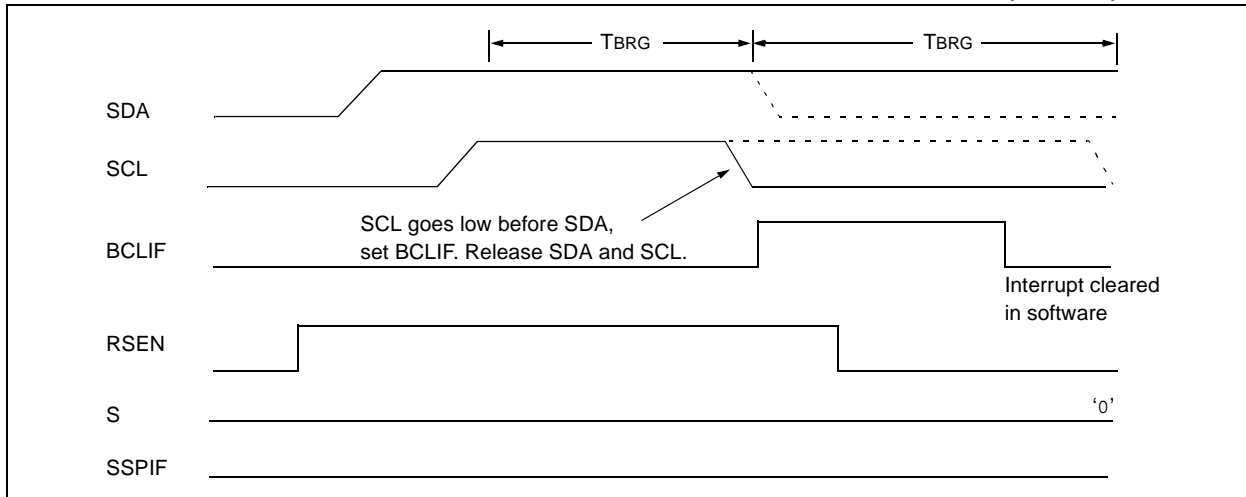 TBRG
TBRG
SDA
SCL
SCL goes low before SDA,
set BCLIF. Release SDA and SCL.
BCLIF
Interrupt cleared
in software
RSEN
S
‘0’
SSPIF